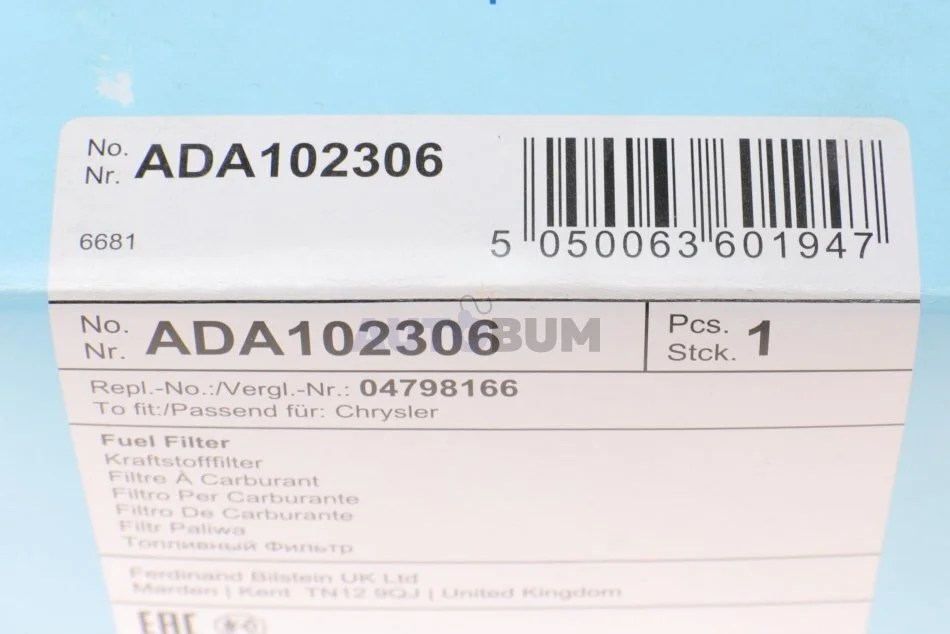 No.
Nr. ADA102306
6681
5 050063 601947
No.
Nr. ADA102306
Pcs.
Stck. 1
AUTOBUM
Repl.-No.:/Vergl.-Nr.: 04798166
To fit:/Passend für: Chrysler
Fuel Filter
Kraftstofffilter
Filtre À Carburant
Filtro Per Carburante
Filtro De Carburante
Filtr Paliwa
Топливный Фильтр
Ferdinand Bilstein UK Ltd
Marden | Kent TN12 9QJ | United Kingdom
EAC